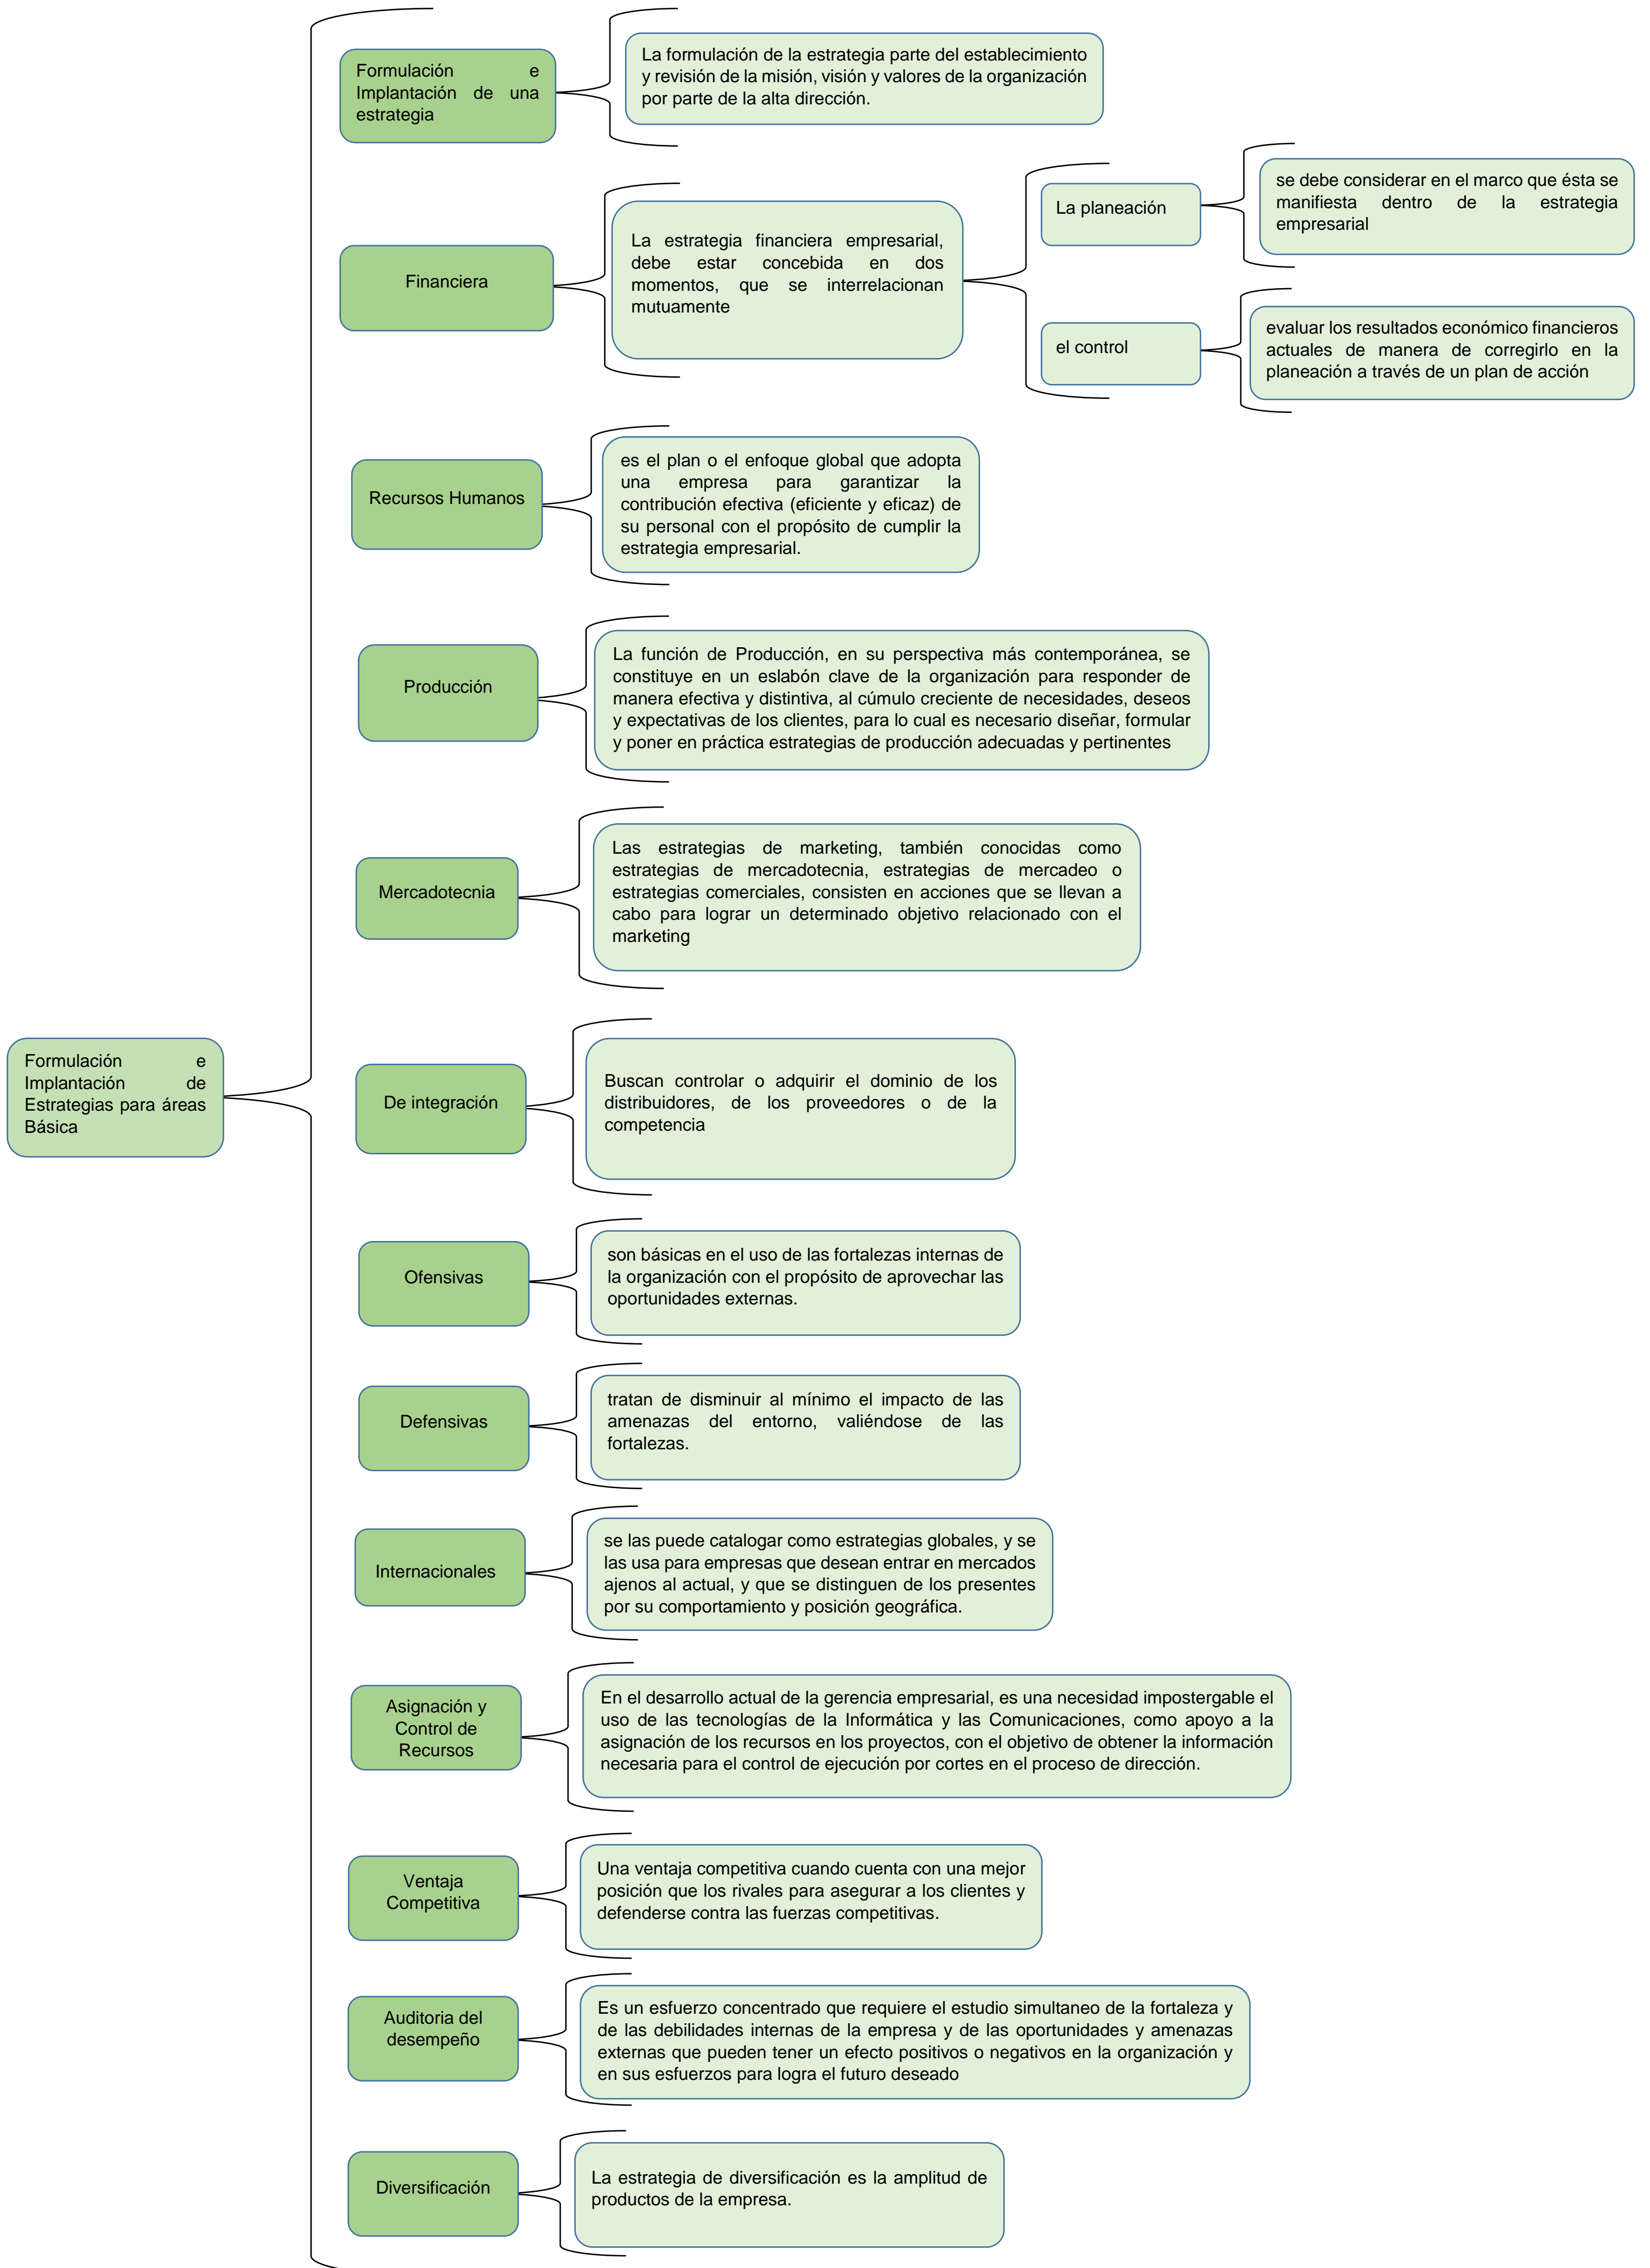 Formulación e
Implantación de
Estrategias para áreas
Básica
Formulación e
Implantación de una
estrategia
La formulación de la estrategia parte del establecimiento
y revisión de la misión, visión y valores de la organización
por parte de la alta dirección.
Financiera
La estrategia financiera empresarial,
debe estar concebida en dos
momentos, que se interrelacionan
mutuamente
La planeación
se debe considerar en el marco que ésta se
manifiesta dentro de la estrategia
empresarial
el control
evaluar los resultados económico financieros
actuales de manera de corregirlo en la
planeación a través de un plan de acción
Recursos Humanos
es el plan o el enfoque global que adopta
una empresa para garantizar la
contribución efectiva (eficiente y eficaz) de
su personal con el propósito de cumplir la
estrategia empresarial.
Producción
La función de Producción, en su perspectiva más contemporánea, se
constituye en un eslabón clave de la organización para responder de
manera efectiva y distintiva, al cúmulo creciente de necesidades, deseos
y expectativas de los clientes, para lo cual es necesario diseñar, formular
y poner en práctica estrategias de producción adecuadas y pertinentes
Mercadotecnia
Las estrategias de marketing, también conocidas como
estrategias de mercadotecnia, estrategias de mercadeo o
estrategias comerciales, consisten en acciones que se llevan a
cabo para lograr un determinado objetivo relacionado con el
marketing
De integración
Buscan controlar o adquirir el dominio de los
distribuidores, de los proveedores o de la
competencia
Ofensivas
son básicas en el uso de las fortalezas internas de
la organización con el propósito de aprovechar las
oportunidades externas.
Defensivas
tratan de disminuir al mínimo el impacto de las
amenazas del entorno, valiéndose de las
fortalezas.
Internacionales
se las puede catalogar como estrategias globales, y se
las usa para empresas que desean entrar en mercados
ajenos al actual, y que se distinguen de los presentes
por su comportamiento y posición geográfica.
Asignación y
Control de
Recursos
En el desarrollo actual de la gerencia empresarial, es una necesidad impostergable el
uso de las tecnologías de la Informática y las Comunicaciones, como apoyo a la
asignación de los recursos en los proyectos, con el objetivo de obtener la información
necesaria para el control de ejecución por cortes en el proceso de dirección.
Ventaja
Competitiva
Una ventaja competitiva cuando cuenta con una mejor
posición que los rivales para asegurar a los clientes y
defenderse contra las fuerzas competitivas.
Auditoria del
desempeño
Es un esfuerzo concentrado que requiere el estudio simultaneo de la fortaleza y
de las debilidades internas de la empresa y de las oportunidades y amenazas
externas que pueden tener un efecto positivos o negativos en la organización y
en sus esfuerzos para logra el futuro deseado
Diversificación
La estrategia de diversificación es la amplitud de
productos de la empresa.